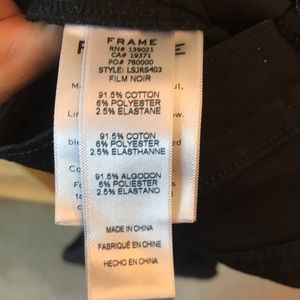 FRAME
RN# 139021
CA# 19371
PO# 780000
STYLE: LSJRS403
FILM NOIR
91.5% COTTON
6% POLYESTER
2.5% ELASTANE
91.5% COTON
6% POLYESTER
2.5% ELASTHANNE
91.5% ALGODON
6% POLIESTER
2.5% ELASTANO
MADE IN CHINA
FABRIQUÉ EN CHINE
HECHO EN CHINA